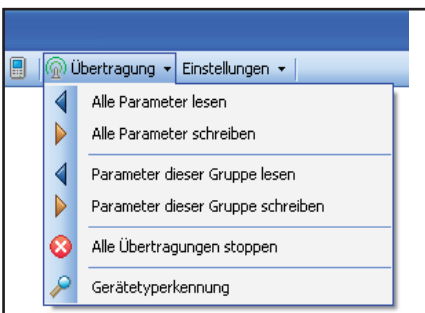 Übertragung Einstellungen
Alle Parameter lesen
Alle Parameter schreiben
Parameter dieser Gruppe lesen
Parameter dieser Gruppe schreiben
Alle Übertragungen stoppen
Gerätetyperkennung